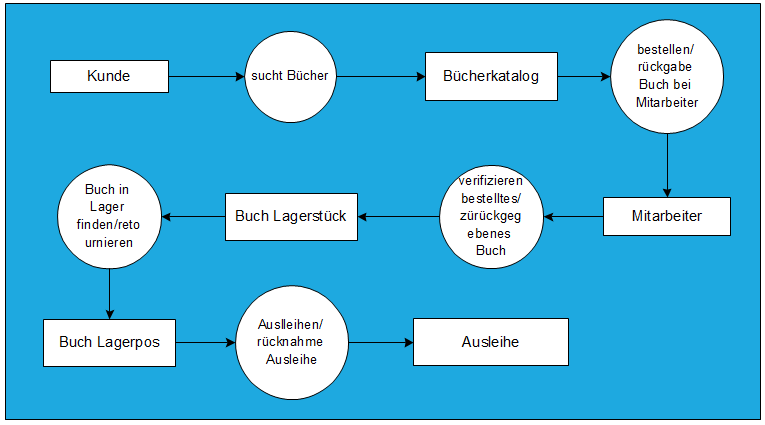 Kunde
sucht Bücher
Bücherkatalog
bestellen/
rückgabe
Buch bei
Mitarbeiter
Mitarbeiter
verifizieren
bestelltes/
zürückgeg
ebenes
Buch
Buch Lagerstück
Buch in
Lager
finden/reto
urnieren
Buch Lagerpos
Auslleihen/
rücknahme
Ausleihe
Ausleihe